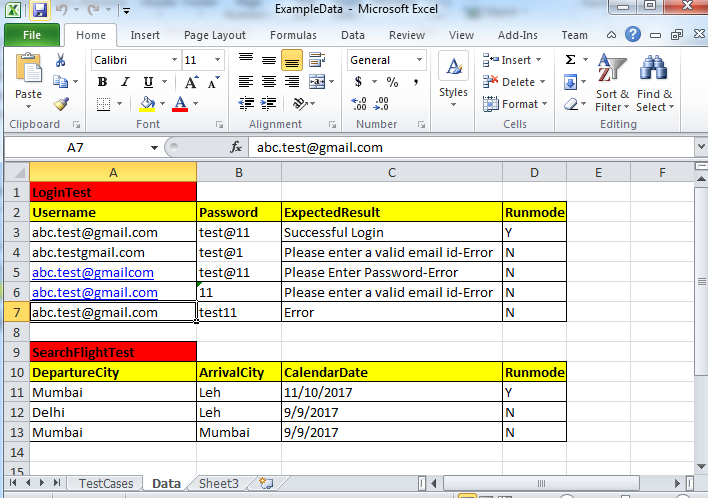 ExampleData - Microsoft Excel
File Home Insert Page Layout Formulas Data Review View Add-Ins Team
Calibri 11 General Insert
Paste Styles Delete Sort & Find &
Format Filter Select
Clipboard Font Alignment Number Cells Editing
A7 fx abc.test@gmail.com
A B C D E F
1 LoginTest
2 Username Password ExpectedResult Runmode
3 abc.test@gmail.com test@11 Successful Login Y
4 abc.testgmail.com test@1 Please enter a valid email id-Error N
5 abc.test@gmailcom test@11 Please Enter Password-Error N
6 abc.test@gmail.com 11 Please enter a valid email id-Error N
7 abc.test@gmail.com test11 Error N
8
9 SearchFlightTest
10 DepartureCity ArrivalCity CalendarDate Runmode
11 Mumbai Leh 11/10/2017 Y
12 Delhi Leh 9/9/2017 N
13 Mumbai Mumbai 9/9/2017 N
14
15
TestCases Data Sheet3